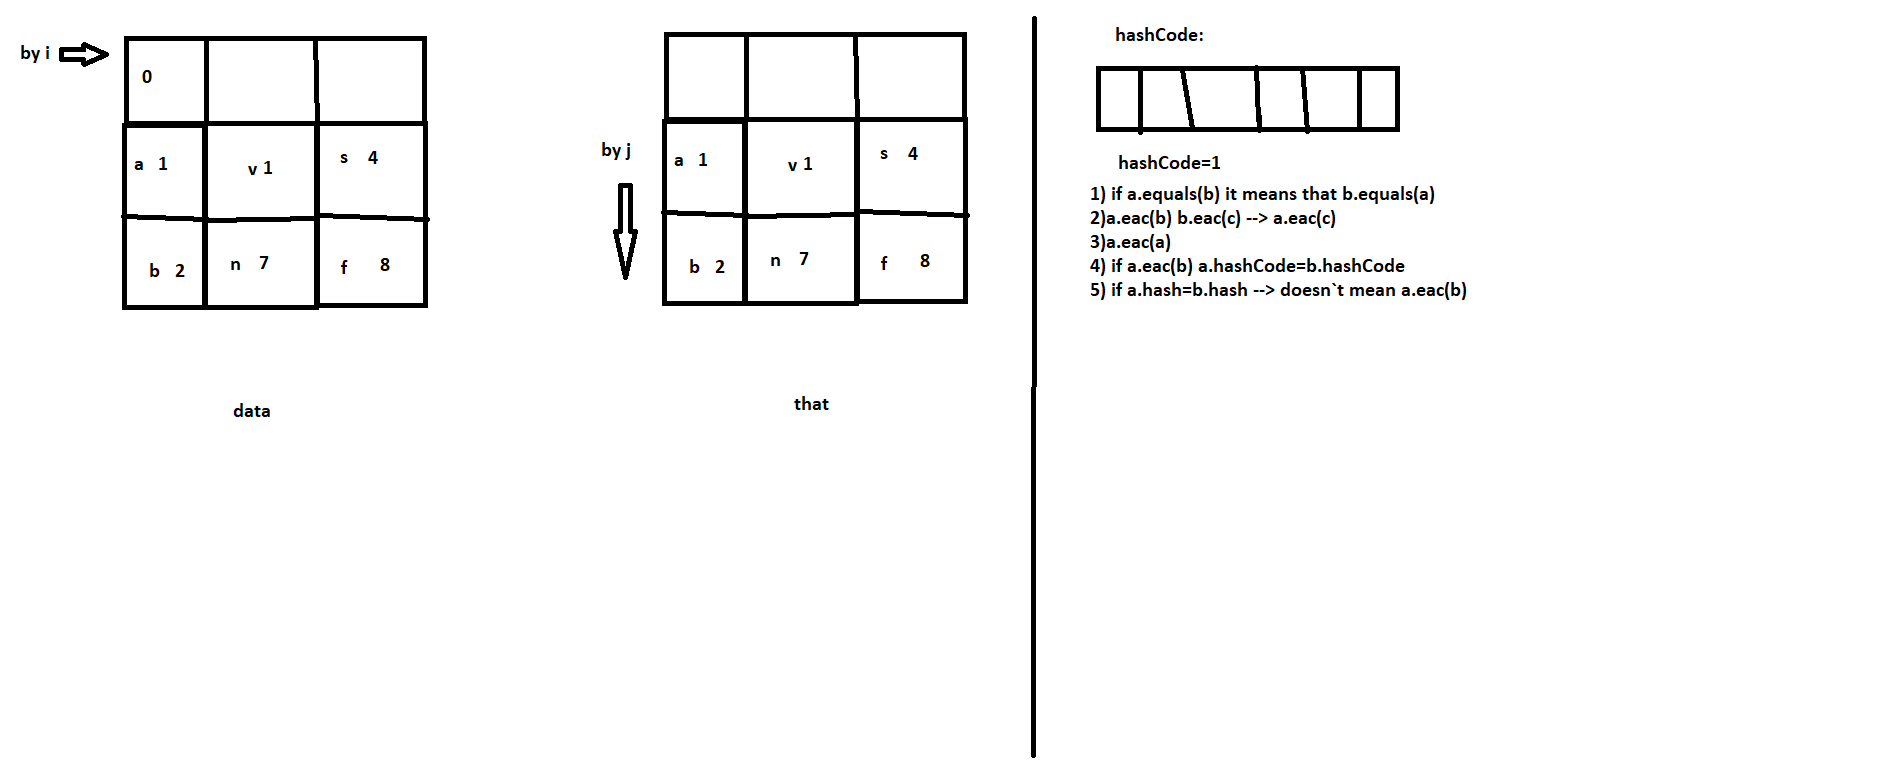 by i
0
a 1
v 1
s 4
b 2
n 7
f 8
data
by j
a 1
v 1
s 4
b 2
n 7
f 8
that
hashCode:
hashCode=1
1) if a.equals(b) it means that b.equals(a)
2)a.eac(b) b.eac(c) --> a.eac(c)
3)a.eac(a)
4) if a.eac(b) a.hashCode=b.hashCode
5) if a.hash=b.hash --> doesn`t mean a.eac(b)